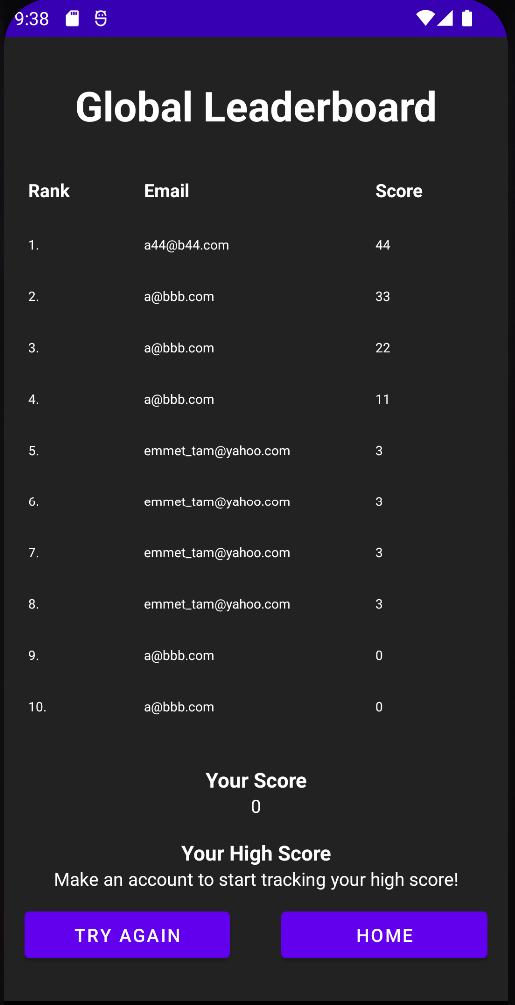 9:38
Global Leaderboard
Rank Email Score
1. a44@b44.com 44
2. a@bbb.com 33
3. a@bbb.com 22
4. a@bbb.com 11
5. emmet_tam@yahoo.com 3
6. emmet_tam@yahoo.com 3
7. emmet_tam@yahoo.com 3
8. emmet_tam@yahoo.com 3
9. a@bbb.com 0
10. a@bbb.com 0
Your Score
0
Your High Score
Make an account to start tracking your high score!
TRY AGAIN HOME